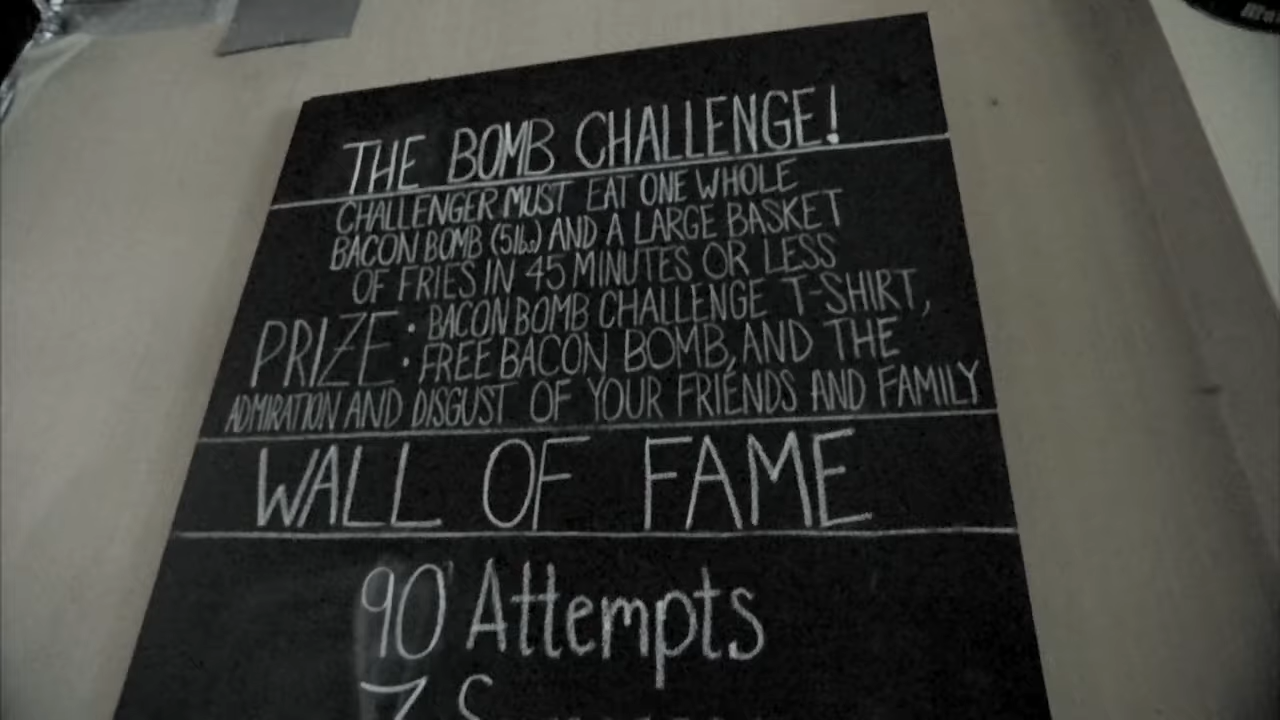 THE BOMB CHALLENGE!
CHALLENGER MUST EAT ONE WHOLE
BACON BOMB (5lbs) AND A LARGE BASKET
OF FRIES IN 45 MINUTES OR LESS
PRIZE: BACON BOMB CHALLENGE T-SHIRT,
FREE BACON BOMB, AND THE
ADMIRATION AND DISGUST OF YOUR FRIENDS AND FAMILY
WALL OF FAME
90 Attempts
7